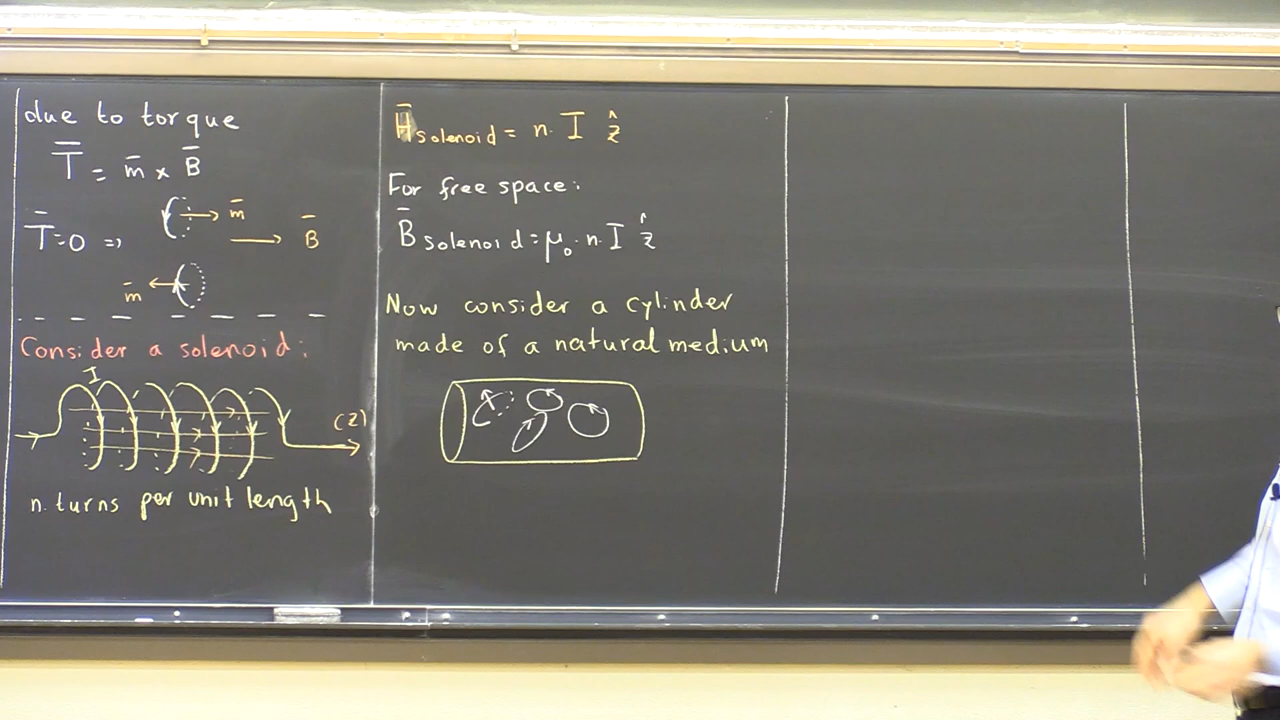 due to torque
T̄ = m̄ × B̄
T̄=0 ⇒ m̄
B̄
m̄
Consider a solenoid:
I
(z)
n. turns per unit length
H̄ solenoid = n. I ẑ
For free space:
B̄ solenoid = μ₀ . n. I ẑ
Now consider a cylinder
made of a natural medium